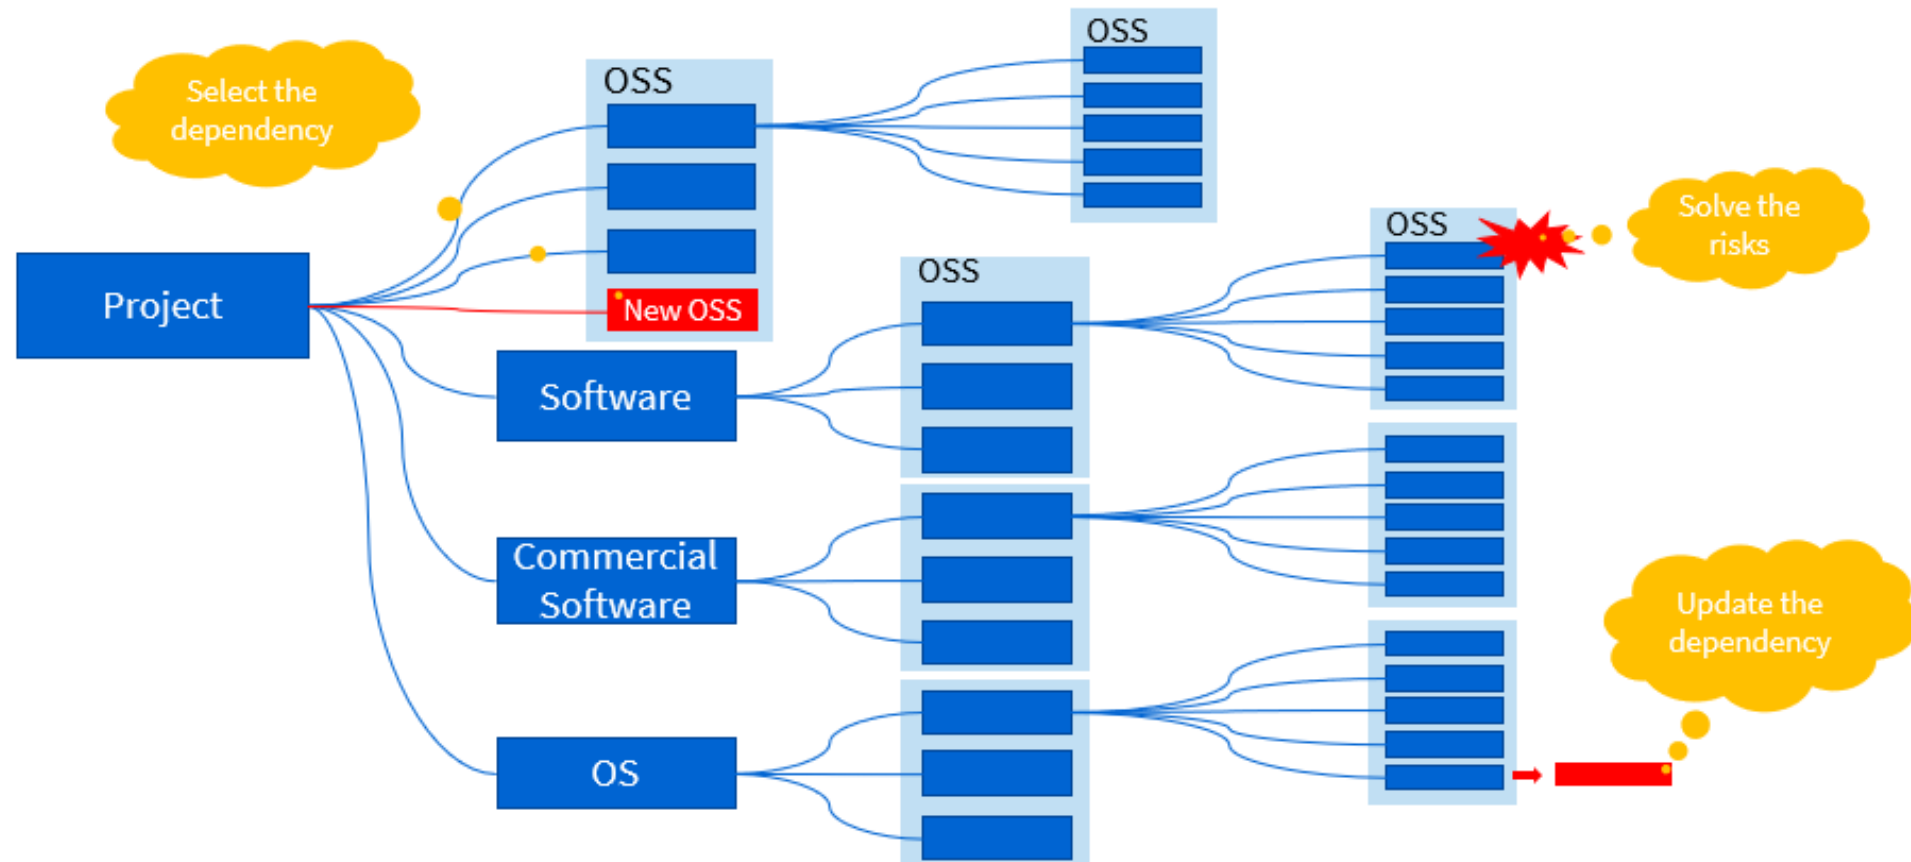 OSS
OSS
Select the
dependency
Solve the
risks
OSS
OSS
Project
New OSS
Software
Commercial
Software
Update the
dependency
OS